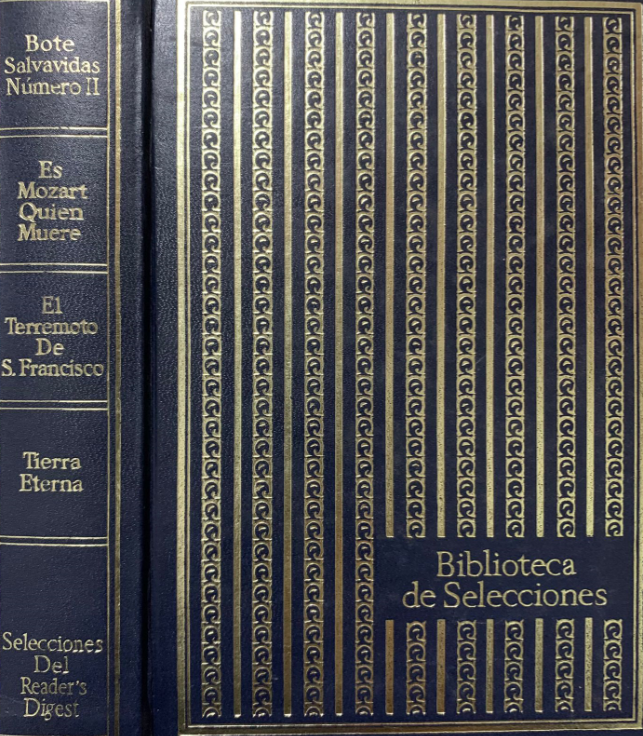 Bote
Salvavidas
Número II
Es
Mozart
Quien
Muere
El
Terremoto
De
S. Francisco
Tierra
Eterna
Selecciones
Del
Reader's
Digest
Biblioteca
de Selecciones